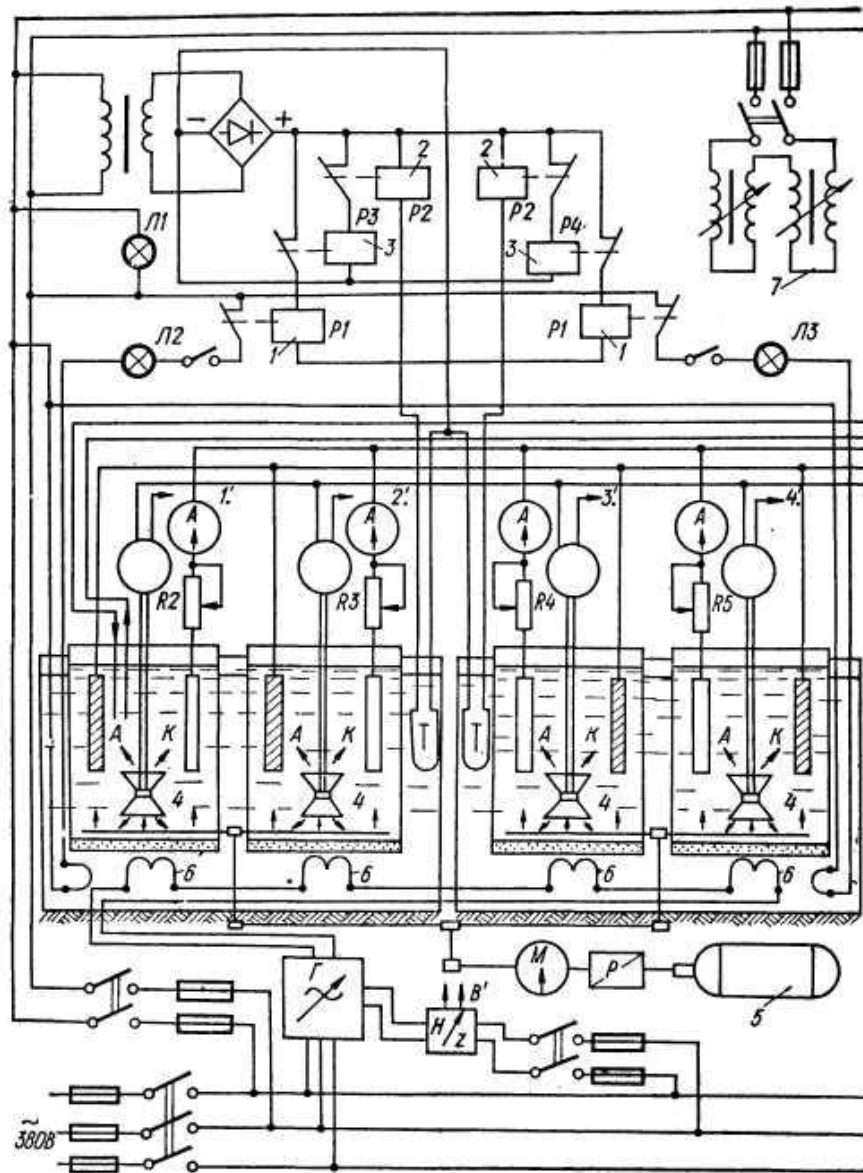 − +
2 2
Р3 Р2 Р2 Р4
3 3
Л1
7
Л2 1 Р1 Р1 1 Л3
1.' 2.' 3.' 4.'
А А А А
R2 R3 R4 R5
Т Т
А К А К А К А К
4 4 4 4
6 6 6 6
Г М Р
В'
Н
Z
5
~
380В